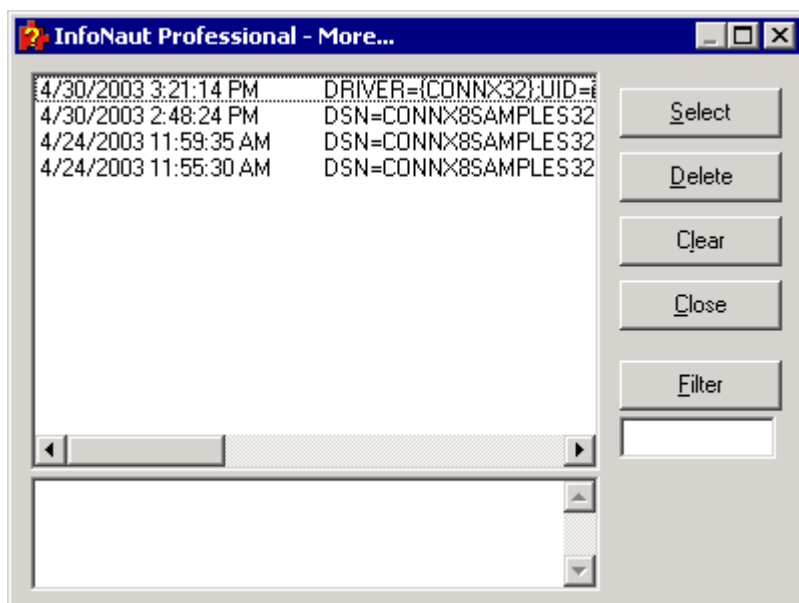 InfoNaut Professional - More...
4/30/2003 3:21:14 PM DRIVER={CONNX32};UID=
4/30/2003 2:48:24 PM DSN=CONNX8SAMPLES32
4/24/2003 11:59:35 AM DSN=CONNX8SAMPLES32
4/24/2003 11:55:30 AM DSN=CONNX8SAMPLES32
Select
Delete
Clear
Close
Filter